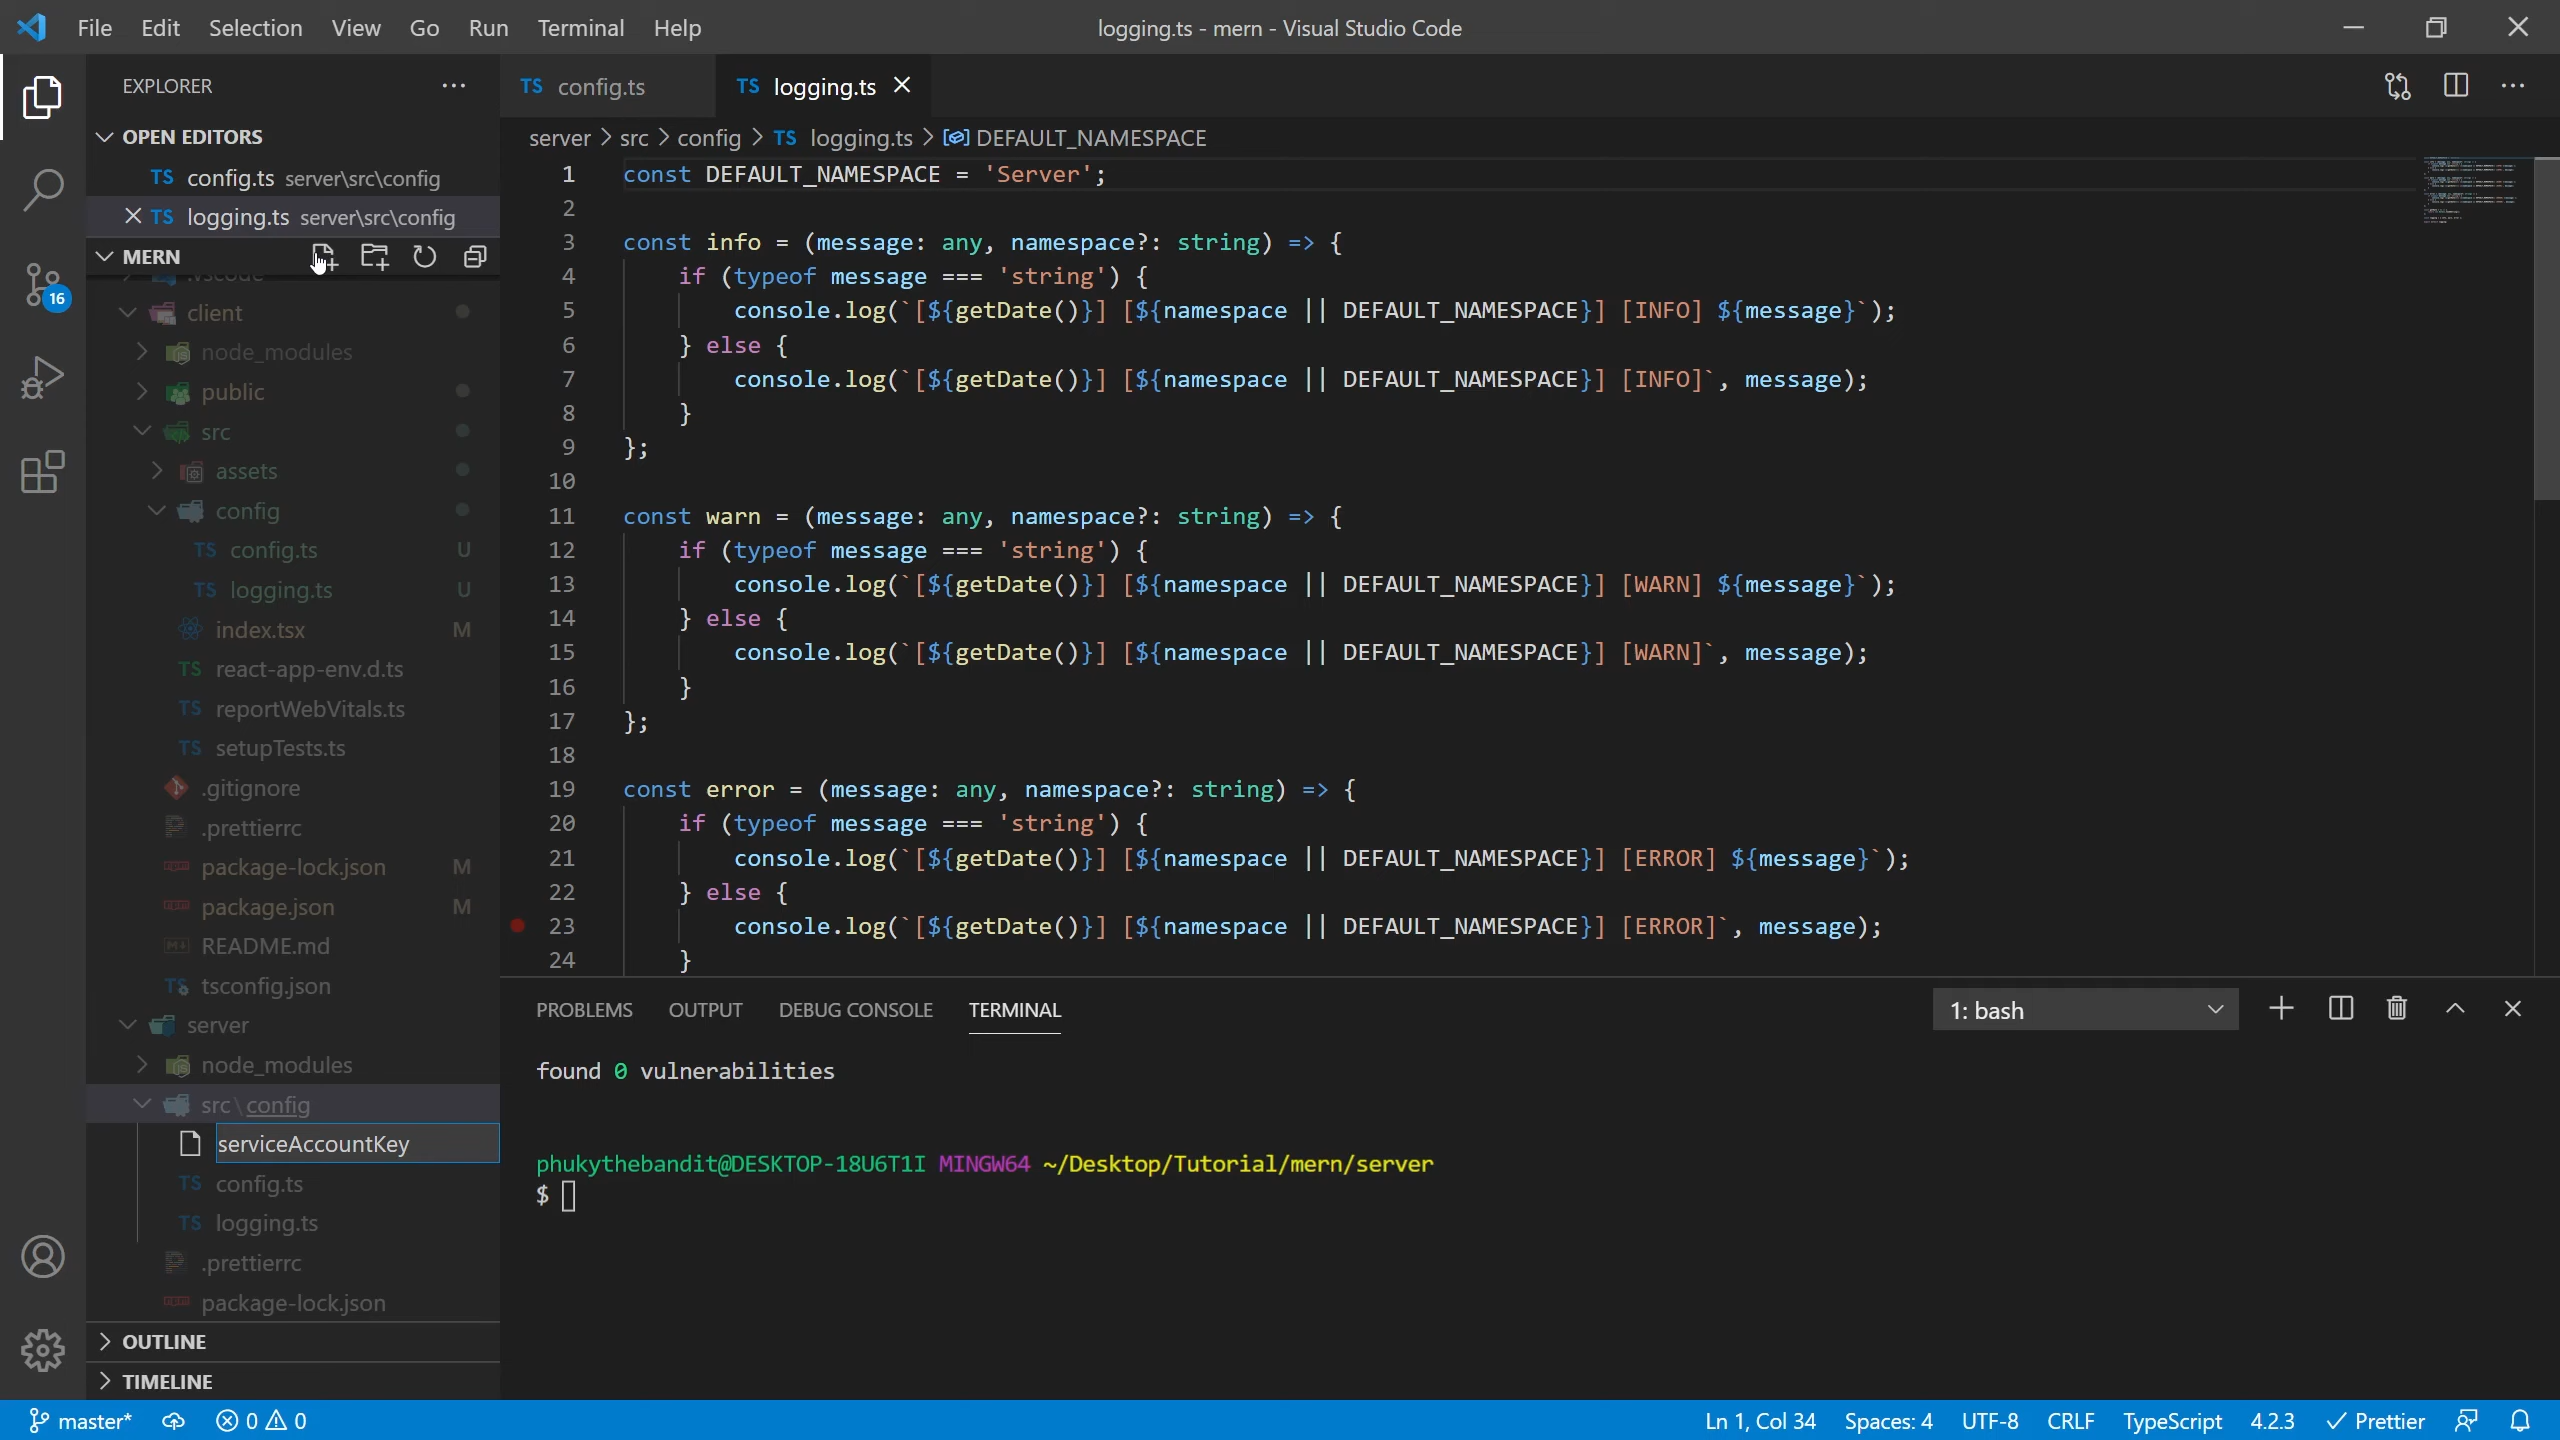 File Edit Selection View Go Run Terminal Help
logging.ts - mern - Visual Studio Code
EXPLORER
OPEN EDITORS
TS config.ts server\src\config
TS logging.ts server\src\config
MERN
.vscode
client
node_modules
public
src
assets
config
TS config.ts U
TS logging.ts U
index.tsx M
TS react-app-env.d.ts
TS reportWebVitals.ts
TS setupTests.ts
.gitignore
.prettierrc
package-lock.json M
package.json M
README.md
TS tsconfig.json
server
node_modules
src\config
serviceAccountKey
TS config.ts
TS logging.ts
.prettierrc
package-lock.json
OUTLINE
TIMELINE
16
TS config.ts
TS logging.ts
server > src > config > TS logging.ts > DEFAULT_NAMESPACE
1 const DEFAULT_NAMESPACE = 'Server';
2
3 const info = (message: any, namespace?: string) => {
4 if (typeof message === 'string') {
5 console.log(`[${getDate()}] [${namespace || DEFAULT_NAMESPACE}] [INFO] ${message}`);
6 } else {
7 console.log(`[${getDate()}] [${namespace || DEFAULT_NAMESPACE}] [INFO]`, message);
8 }
9 };
10
11 const warn = (message: any, namespace?: string) => {
12 if (typeof message === 'string') {
13 console.log(`[${getDate()}] [${namespace || DEFAULT_NAMESPACE}] [WARN] ${message}`);
14 } else {
15 console.log(`[${getDate()}] [${namespace || DEFAULT_NAMESPACE}] [WARN]`, message);
16 }
17 };
18
19 const error = (message: any, namespace?: string) => {
20 if (typeof message === 'string') {
21 console.log(`[${getDate()}] [${namespace || DEFAULT_NAMESPACE}] [ERROR] ${message}`);
22 } else {
23 console.log(`[${getDate()}] [${namespace || DEFAULT_NAMESPACE}] [ERROR]`, message);
24 }
PROBLEMS OUTPUT DEBUG CONSOLE TERMINAL
1: bash
found 0 vulnerabilities
phukythebandit@DESKTOP-18U6T1I MINGW64 ~/Desktop/Tutorial/mern/server
$
master* 0 0
Ln 1, Col 34 Spaces: 4 UTF-8 CRLF TypeScript 4.2.3 Prettier